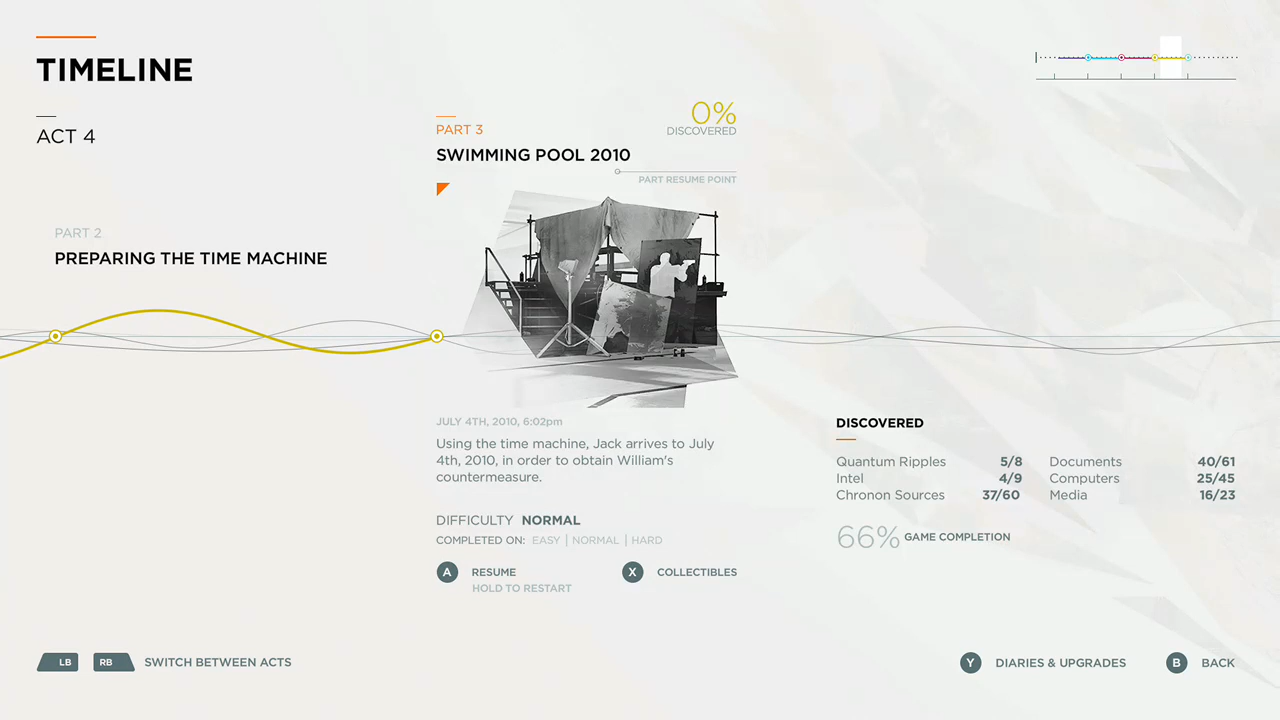 TIMELINE
ACT 4
PART 2
PREPARING THE TIME MACHINE
PART 3
0%
DISCOVERED
SWIMMING POOL 2010
PART RESUME POINT
JULY 4TH, 2010, 6:02pm
Using the time machine, Jack arrives to July
4th, 2010, in order to obtain William's
countermeasure.
DIFFICULTY NORMAL
COMPLETED ON: EASY | NORMAL | HARD
A RESUME
HOLD TO RESTART
X COLLECTIBLES
DISCOVERED
Quantum Ripples 5/8
Intel 4/9
Chronon Sources 37/60
Documents 40/61
Computers 25/45
Media 16/23
66% GAME COMPLETION
LB RB SWITCH BETWEEN ACTS
Y DIARIES & UPGRADES
B BACK